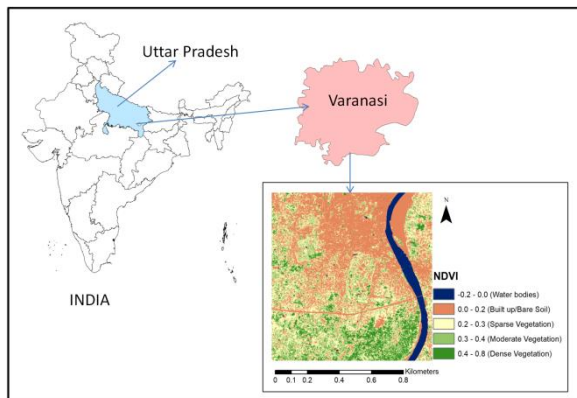 Uttar Pradesh
Varanasi
INDIA
N
NDVI
-0.2 - 0.0 (Water bodies)
0.0 - 0.2 (Built up/Bare Soil)
0.2 - 0.3 (Sparse Vegetation)
0.3 - 0.4 (Moderate Vegetation)
0.4 - 0.8 (Dense Vegetation)
Kilometers
0 0.1 0.2 0.4 0.6 0.8